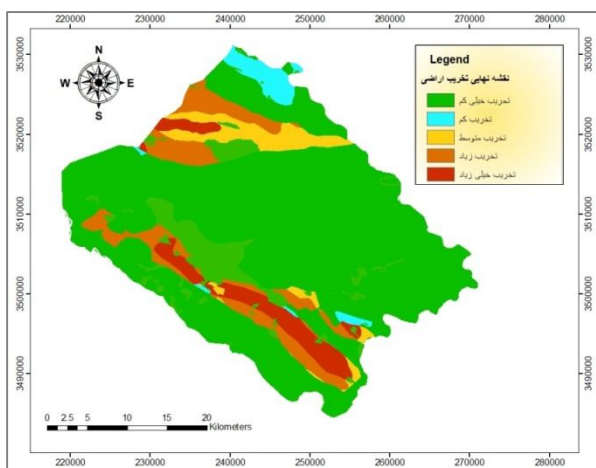 220000 230000 240000 250000 260000 270000 280000
3530000
3520000
3510000
3500000
3490000
N
W E
S
Legend
نقشه نهایی تخریب اراضی
تخریب خیلی کم
تخریب کم
تخریب متوسط
تخریب زیاد
تخریب خیلی زیاد
3530000
3520000
3510000
3500000
3490000
0 2.5 5 10 15 20
Kilometers
220000 230000 240000 250000 260000 270000 280000